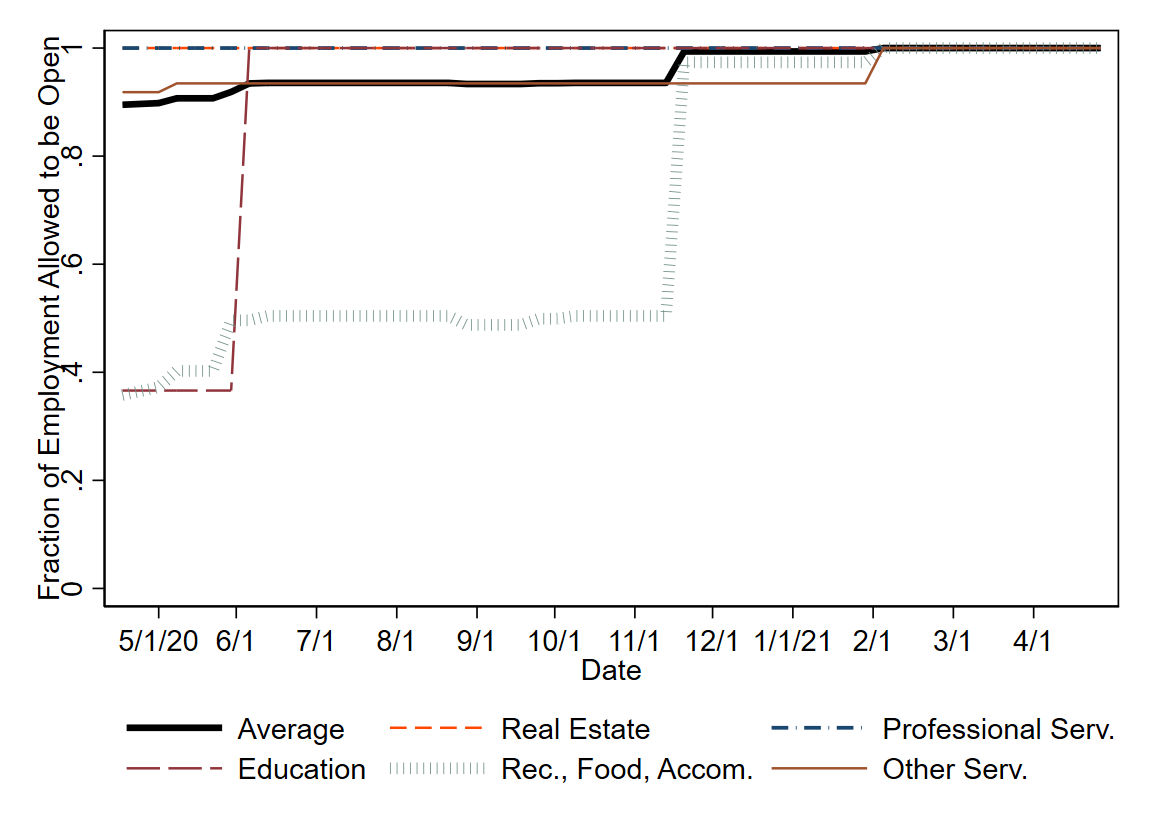 Fraction of Employment Allowed to be Open
1
.8
.6
.4
.2
0
5/1/20 6/1 7/1 8/1 9/1 10/1 11/1 12/1 1/1/21 2/1 3/1 4/1
Date
Average Real Estate Professional Serv.
Education Rec., Food, Accom. Other Serv.